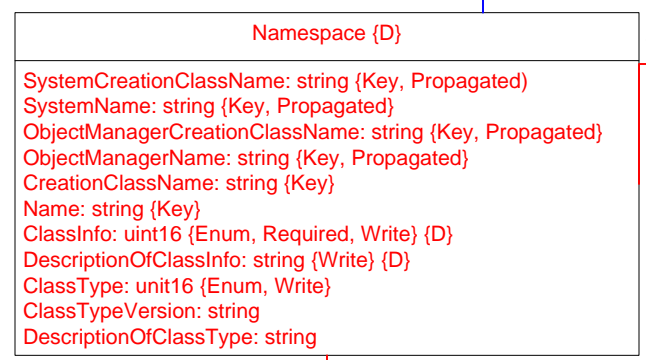 Namespace {D}
SystemCreationClassName: string {Key, Propagated)
SystemName: string {Key, Propagated}
ObjectManagerCreationClassName: string {Key, Propagated}
ObjectManagerName: string {Key, Propagated}
CreationClassName: string {Key}
Name: string {Key}
ClassInfo: uint16 {Enum, Required, Write} {D}
DescriptionOfClassInfo: string {Write} {D}
ClassType: unit16 {Enum, Write}
ClassTypeVersion: string
DescriptionOfClassType: string